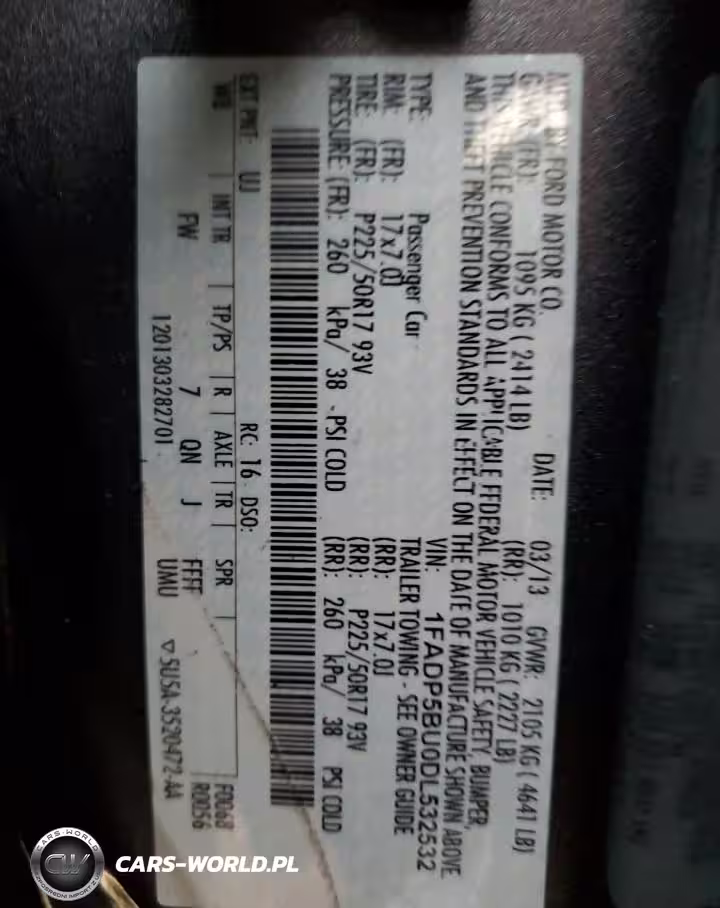 MFD BY FORD MOTOR CO. DATE: 03/13 GVWR: 2105 KG ( 4641 LB)
GAWR: (FR): 1095 KG ( 2414 LB) (RR): 1010 KG ( 2227 LB)
THIS VEHICLE CONFORMS TO ALL APPLICABLE FEDERAL MOTOR VEHICLE SAFETY, BUMPER,
AND THEFT PREVENTION STANDARDS IN EFFECT ON THE DATE OF MANUFACTURE SHOWN ABOVE
VIN: 1FADP5BU0DL532532
TYPE: Passenger Car TRAILER TOWING - SEE OWNER GUIDE
RIM: (FR): 17x7.0J (RR): 17x7.0J
TIRE: (FR): P225/50R17 93V (RR): P225/50R17 93V
PRESSURE: (FR): 260 kPa/ 38 - PSI COLD (RR): 260 kPa/ 38 PSI COLD
EXT PNT: UJ RC: 16 DSO: F0068
WB | INT TR | TP/PS | R | AXLE | TR | SPR | R0056
FW 7 QN J FFFF
UMU
1201303282701 ▽5U5A-3520472-AA
CARS-WORLD
CW
CARS-WORLD.PL